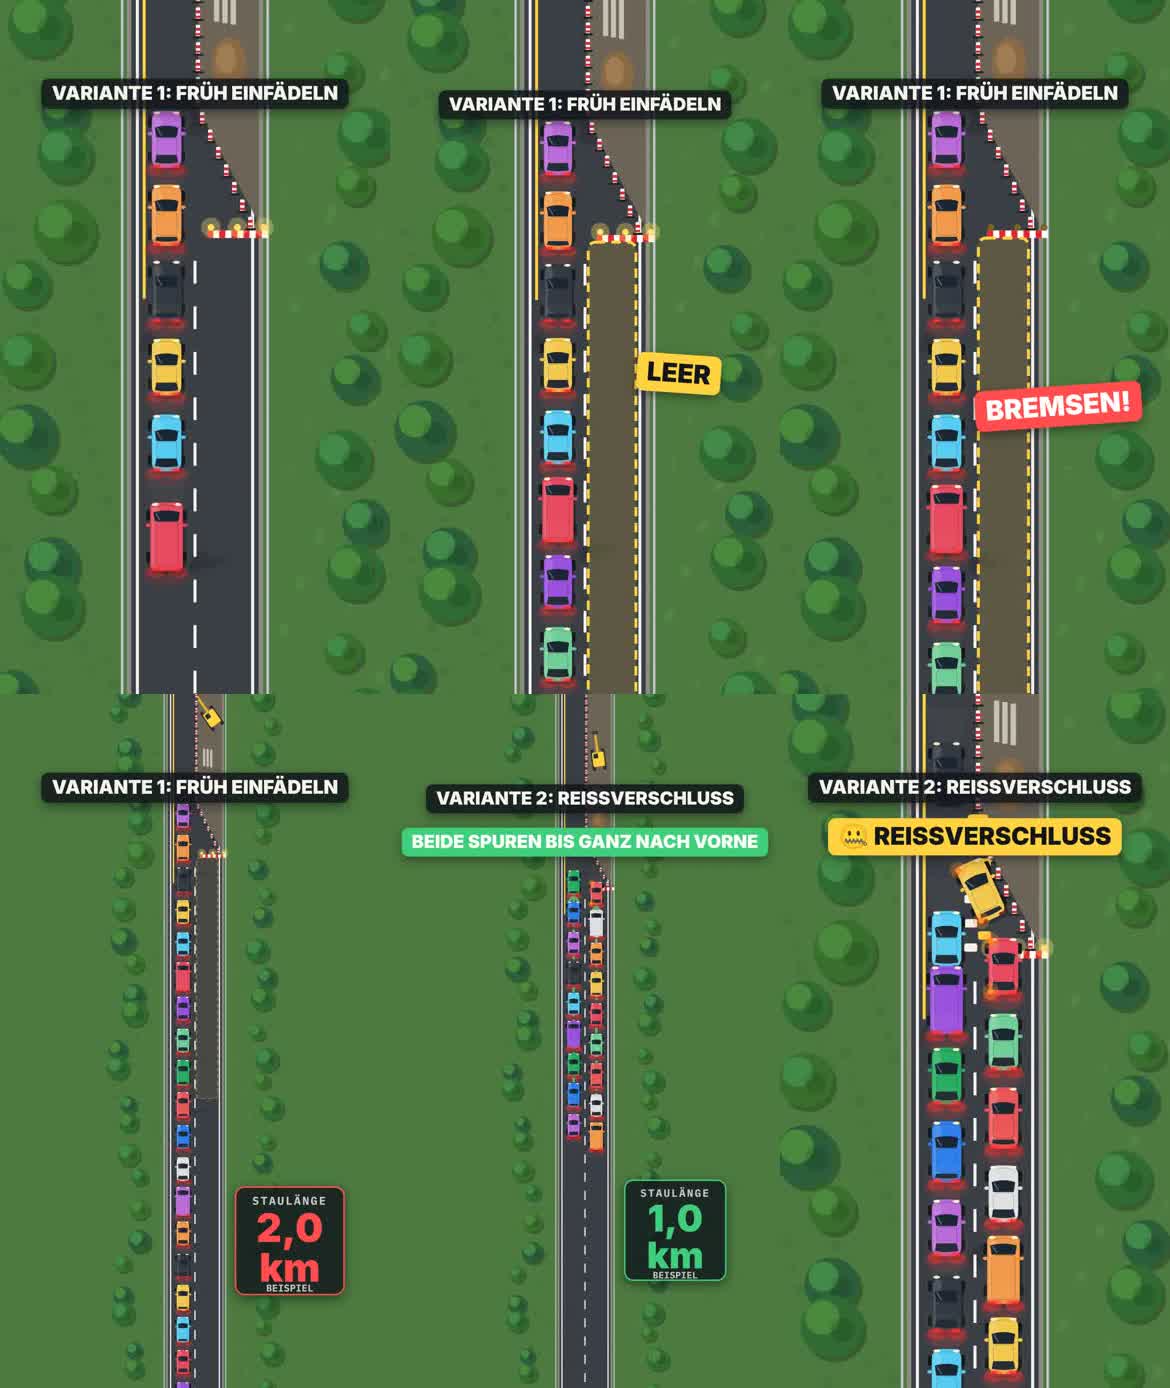 VARIANTE 1: FRÜH EINFÄDELN
VARIANTE 1: FRÜH EINFÄDELN
LEER
VARIANTE 1: FRÜH EINFÄDELN
BREMSEN!
VARIANTE 1: FRÜH EINFÄDELN
STAULÄNGE
2,0
km
BEISPIEL
VARIANTE 2: REISSVERSCHLUSS
BEIDE SPUREN BIS GANZ NACH VORNE
STAULÄNGE
1,0
km
BEISPIEL
VARIANTE 2: REISSVERSCHLUSS
🤐 REISSVERSCHLUSS